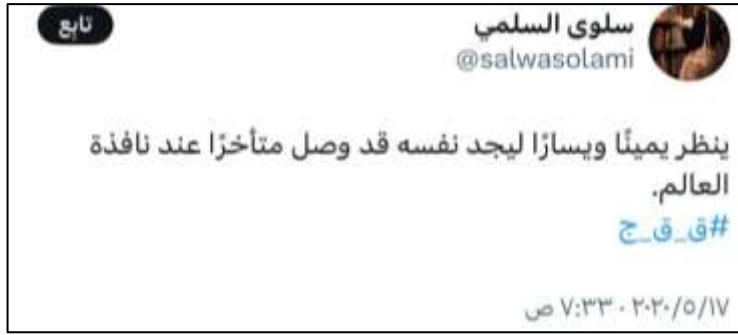 تابع
سلوى السلمي
@salwasolami
ينظر يمينًا ويسارًا ليجد نفسه قد وصل متأخرًا عند نافذة
العالم.
#ق_ق_ج
٢٠٢٠/٥/١٧ · ٧:٣٣ ص